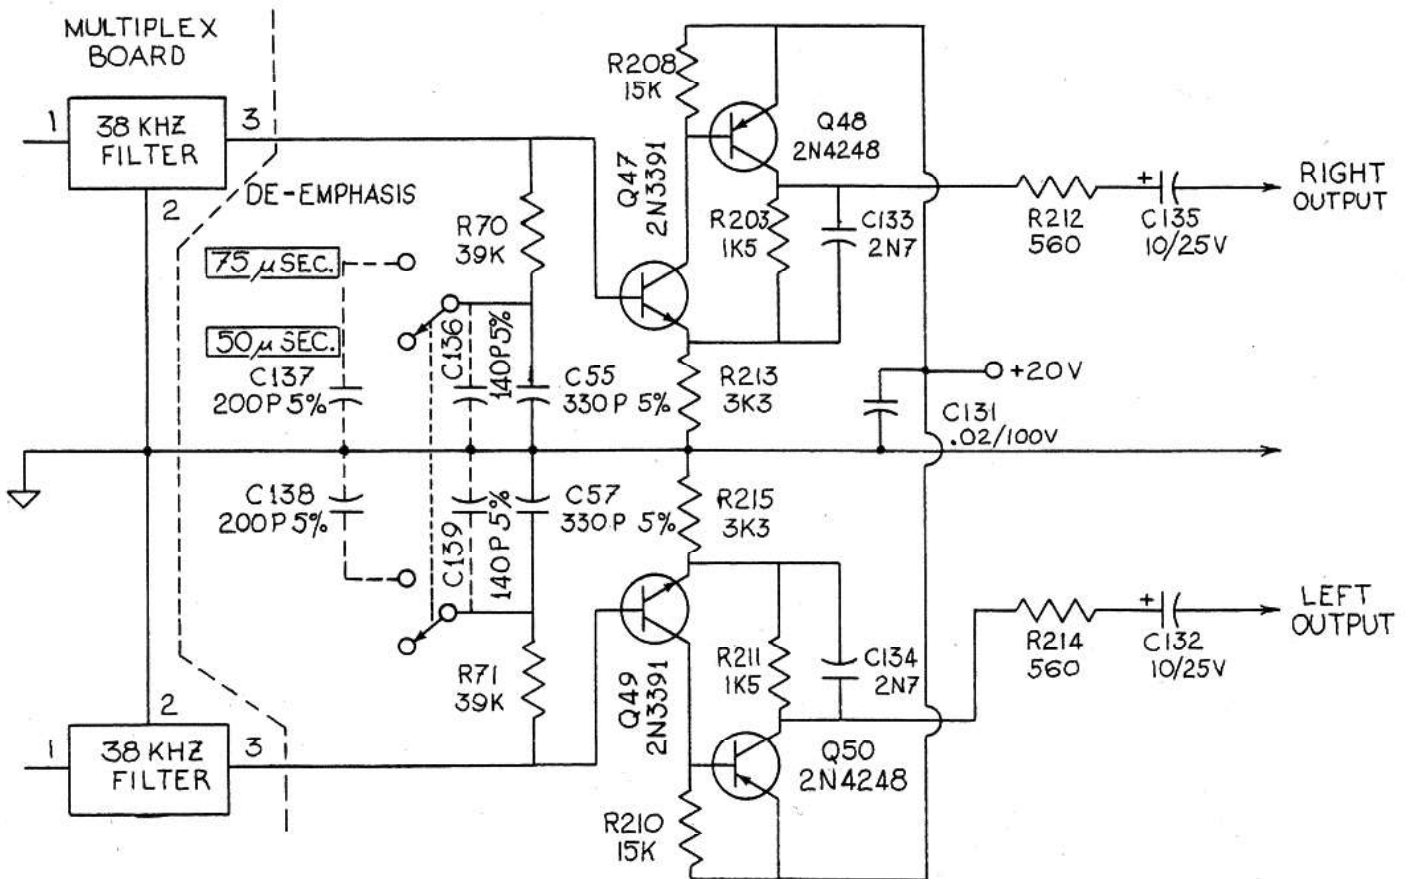 MULTIPLEX
BOARD
1
38 KHZ
FILTER
3
2
DE-EMPHASIS
75 µSEC.
50 µSEC.
C137
200P 5%
R70
39K
C136
140P 5%
C55
330P 5%
R208
15K
Q47
2N3391
Q48
2N4248
R203
1K5
C133
2N7
R212
560
+
C135
10/25V
RIGHT
OUTPUT
R213
3K3
+20V
C131
.02/100V
C138
200P 5%
C139
140P 5%
C57
330P 5%
R215
3K3
R71
39K
Q49
2N3391
R211
1K5
C134
2N7
R214
560
+
C132
10/25V
LEFT
OUTPUT
2
1
38 KHZ
FILTER
3
R210
15K
Q50
2N4248